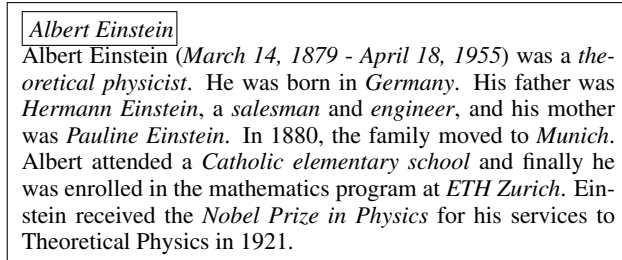 Albert Einstein
Albert Einstein (March 14, 1879 - April 18, 1955) was a the-
oretical physicist. He was born in Germany. His father was
Hermann Einstein, a salesman and engineer, and his mother
was Pauline Einstein. In 1880, the family moved to Munich.
Albert attended a Catholic elementary school and finally he
was enrolled in the mathematics program at ETH Zurich. Ein-
stein received the Nobel Prize in Physics for his services to
Theoretical Physics in 1921.